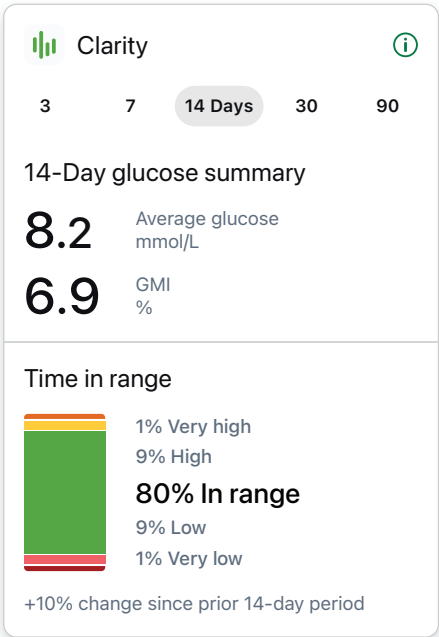 Clarity
3 7 14 Days 30 90
14-Day glucose summary
8.2 Average glucose
mmol/L
6.9 GMI
%
Time in range
1% Very high
9% High
80% In range
9% Low
1% Very low
+10% change since prior 14-day period